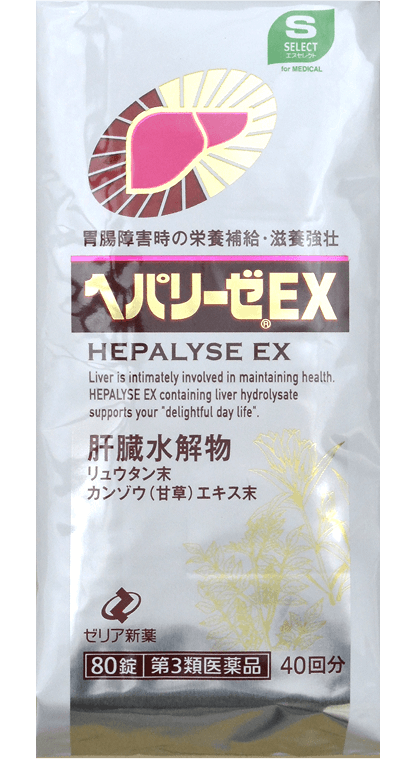 S
SELECT
エスセレクト
for MEDICAL
胃腸障害時の栄養補給・滋養強壮
ヘパリーゼEX
®
HEPALYSE EX
Liver is intimately involved in maintaining health.
HEPALYSE EX containing liver hydrolysate
supports your "delightful day life".
肝臓水解物
リュウタン末
カンゾウ（甘草）エキス末
ゼリア新薬
80錠 第3類医薬品 40回分